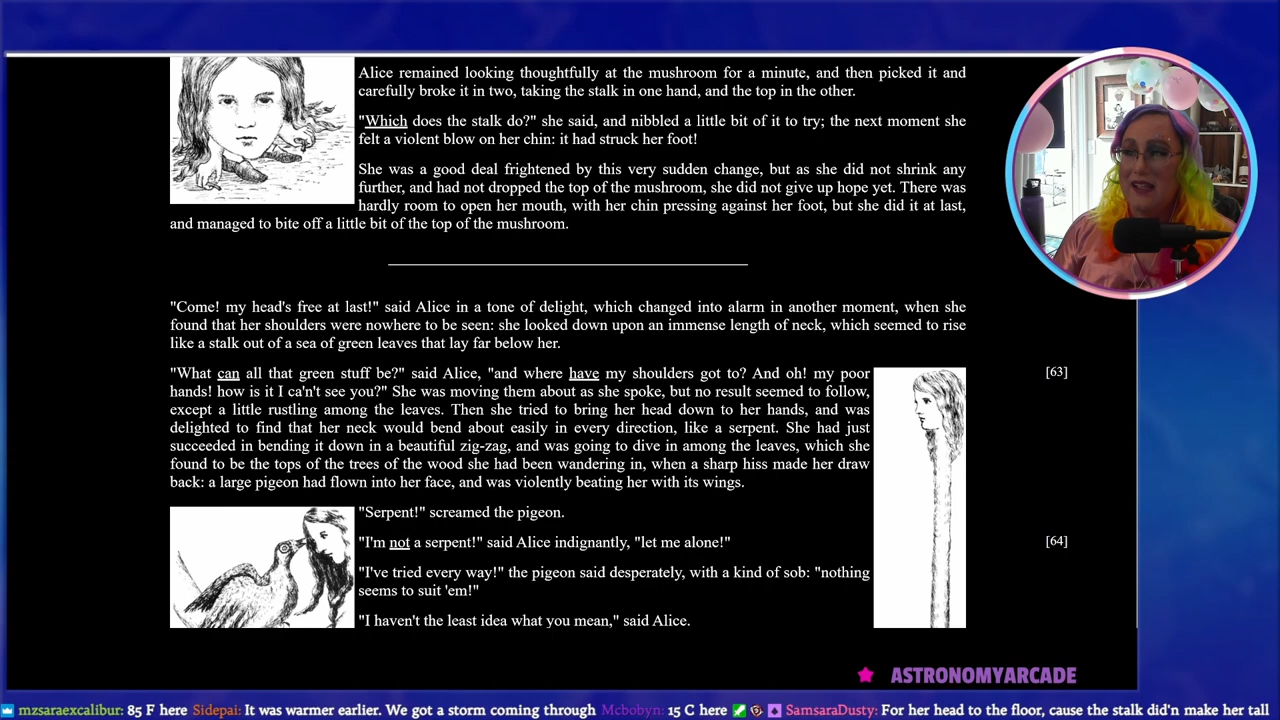 Alice remained looking thoughtfully at the mushroom for a minute, and then picked it and
carefully broke it in two, taking the stalk in one hand, and the top in the other.
"Which does the stalk do?" she said, and nibbled a little bit of it to try; the next moment she
felt a violent blow on her chin: it had struck her foot!
She was a good deal frightened by this very sudden change, but as she did not shrink any
further, and had not dropped the top of the mushroom, she did not give up hope yet. There was
hardly room to open her mouth, with her chin pressing against her foot, but she did it at last,
and managed to bite off a little bit of the top of the mushroom.
"Come! my head's free at last!" said Alice in a tone of delight, which changed into alarm in another moment, when she
found that her shoulders were nowhere to be seen: she looked down upon an immense length of neck, which seemed to rise
like a stalk out of a sea of green leaves that lay far below her.
"What can all that green stuff be?" said Alice, "and where have my shoulders got to? And oh! my poor
[63]
hands! how is it I ca'n't see you?" She was moving them about as she spoke, but no result seemed to follow,
except a little rustling among the leaves. Then she tried to bring her head down to her hands, and was
delighted to find that her neck would bend about easily in every direction, like a serpent. She had just
succeeded in bending it down in a beautiful zig-zag, and was going to dive in among the leaves, which she
found to be the tops of the trees of the wood she had been wandering in, when a sharp hiss made her draw
back: a large pigeon had flown into her face, and was violently beating her with its wings.
"Serpent!" screamed the pigeon.
"I'm not a serpent!" said Alice indignantly, "let me alone!"
[64]
"I've tried every way!" the pigeon said desperately, with a kind of sob: "nothing
seems to suit 'em!"
"I haven't the least idea what you mean," said Alice.
ASTRONOMYARCADE
mzsaraexcalibur: 85 F here Sidepai: It was warmer earlier. We got a storm coming through Mcbobyn: 15 C here SamsaraDusty: For her head to the floor, cause the stalk did'n make her tall